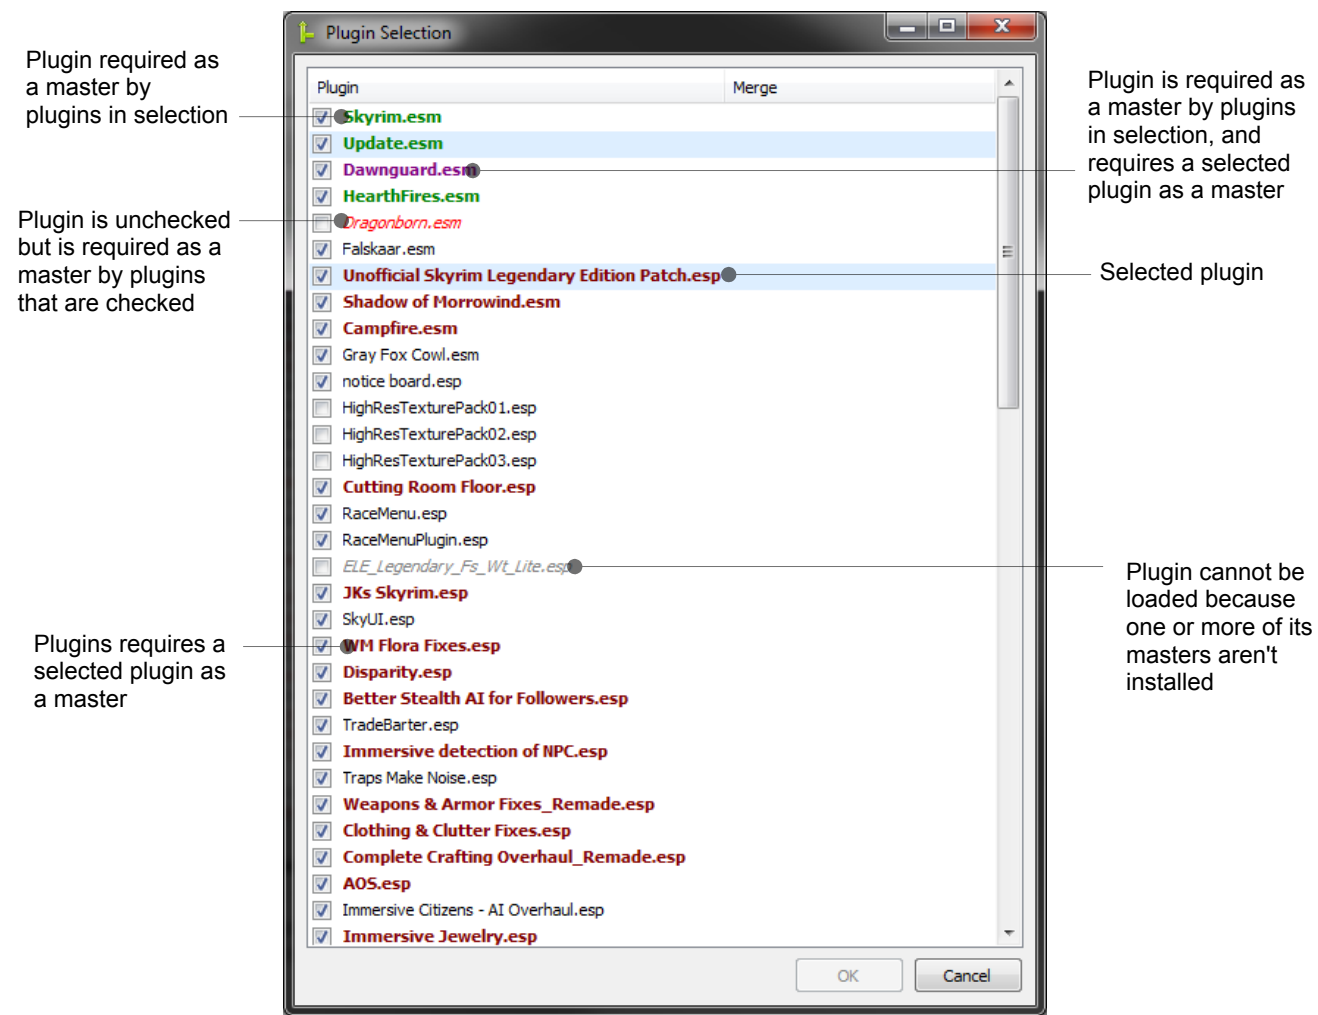 Plugin Selection
Plugin required as
a master by
plugins in selection
Plugin is unchecked
but is required as a
master by plugins
that are checked
Plugins requires a
selected plugin as
a master
Plugin
Merge
Skyrim.esm
Update.esm
Dawnguard.esm
HearthFires.esm
Dragonborn.esm
Falskaar.esm
Unofficial Skyrim Legendary Edition Patch.esp
Shadow of Morrowind.esm
Campfire.esm
Gray Fox Cowl.esm
notice board.esp
HighResTexturePack01.esp
HighResTexturePack02.esp
HighResTexturePack03.esp
Cutting Room Floor.esp
RaceMenu.esp
RaceMenuPlugin.esp
ELE_Legendary_Fs_Wt_Lite.esp
JKs Skyrim.esp
SkyUI.esp
WM Flora Fixes.esp
Disparity.esp
Better Stealth AI for Followers.esp
TradeBarter.esp
Immersive detection of NPC.esp
Traps Make Noise.esp
Weapons & Armor Fixes_Remade.esp
Clothing & Clutter Fixes.esp
Complete Crafting Overhaul_Remade.esp
AOS.esp
Immersive Citizens - AI Overhaul.esp
Immersive Jewelry.esp
OK
Cancel
Plugin is required as
a master by plugins
in selection, and
requires a selected
plugin as a master
Selected plugin
Plugin cannot be
loaded because
one or more of its
masters aren't
installed